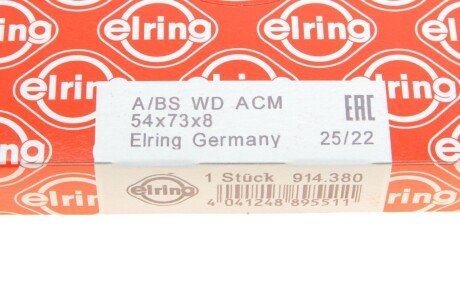 elring
elring
elring
A/BS WD ACM
54x73x8
Elring Germany
EAC
25/22
elring
1 Stück 914.380
4 041248 895511
elring
elring